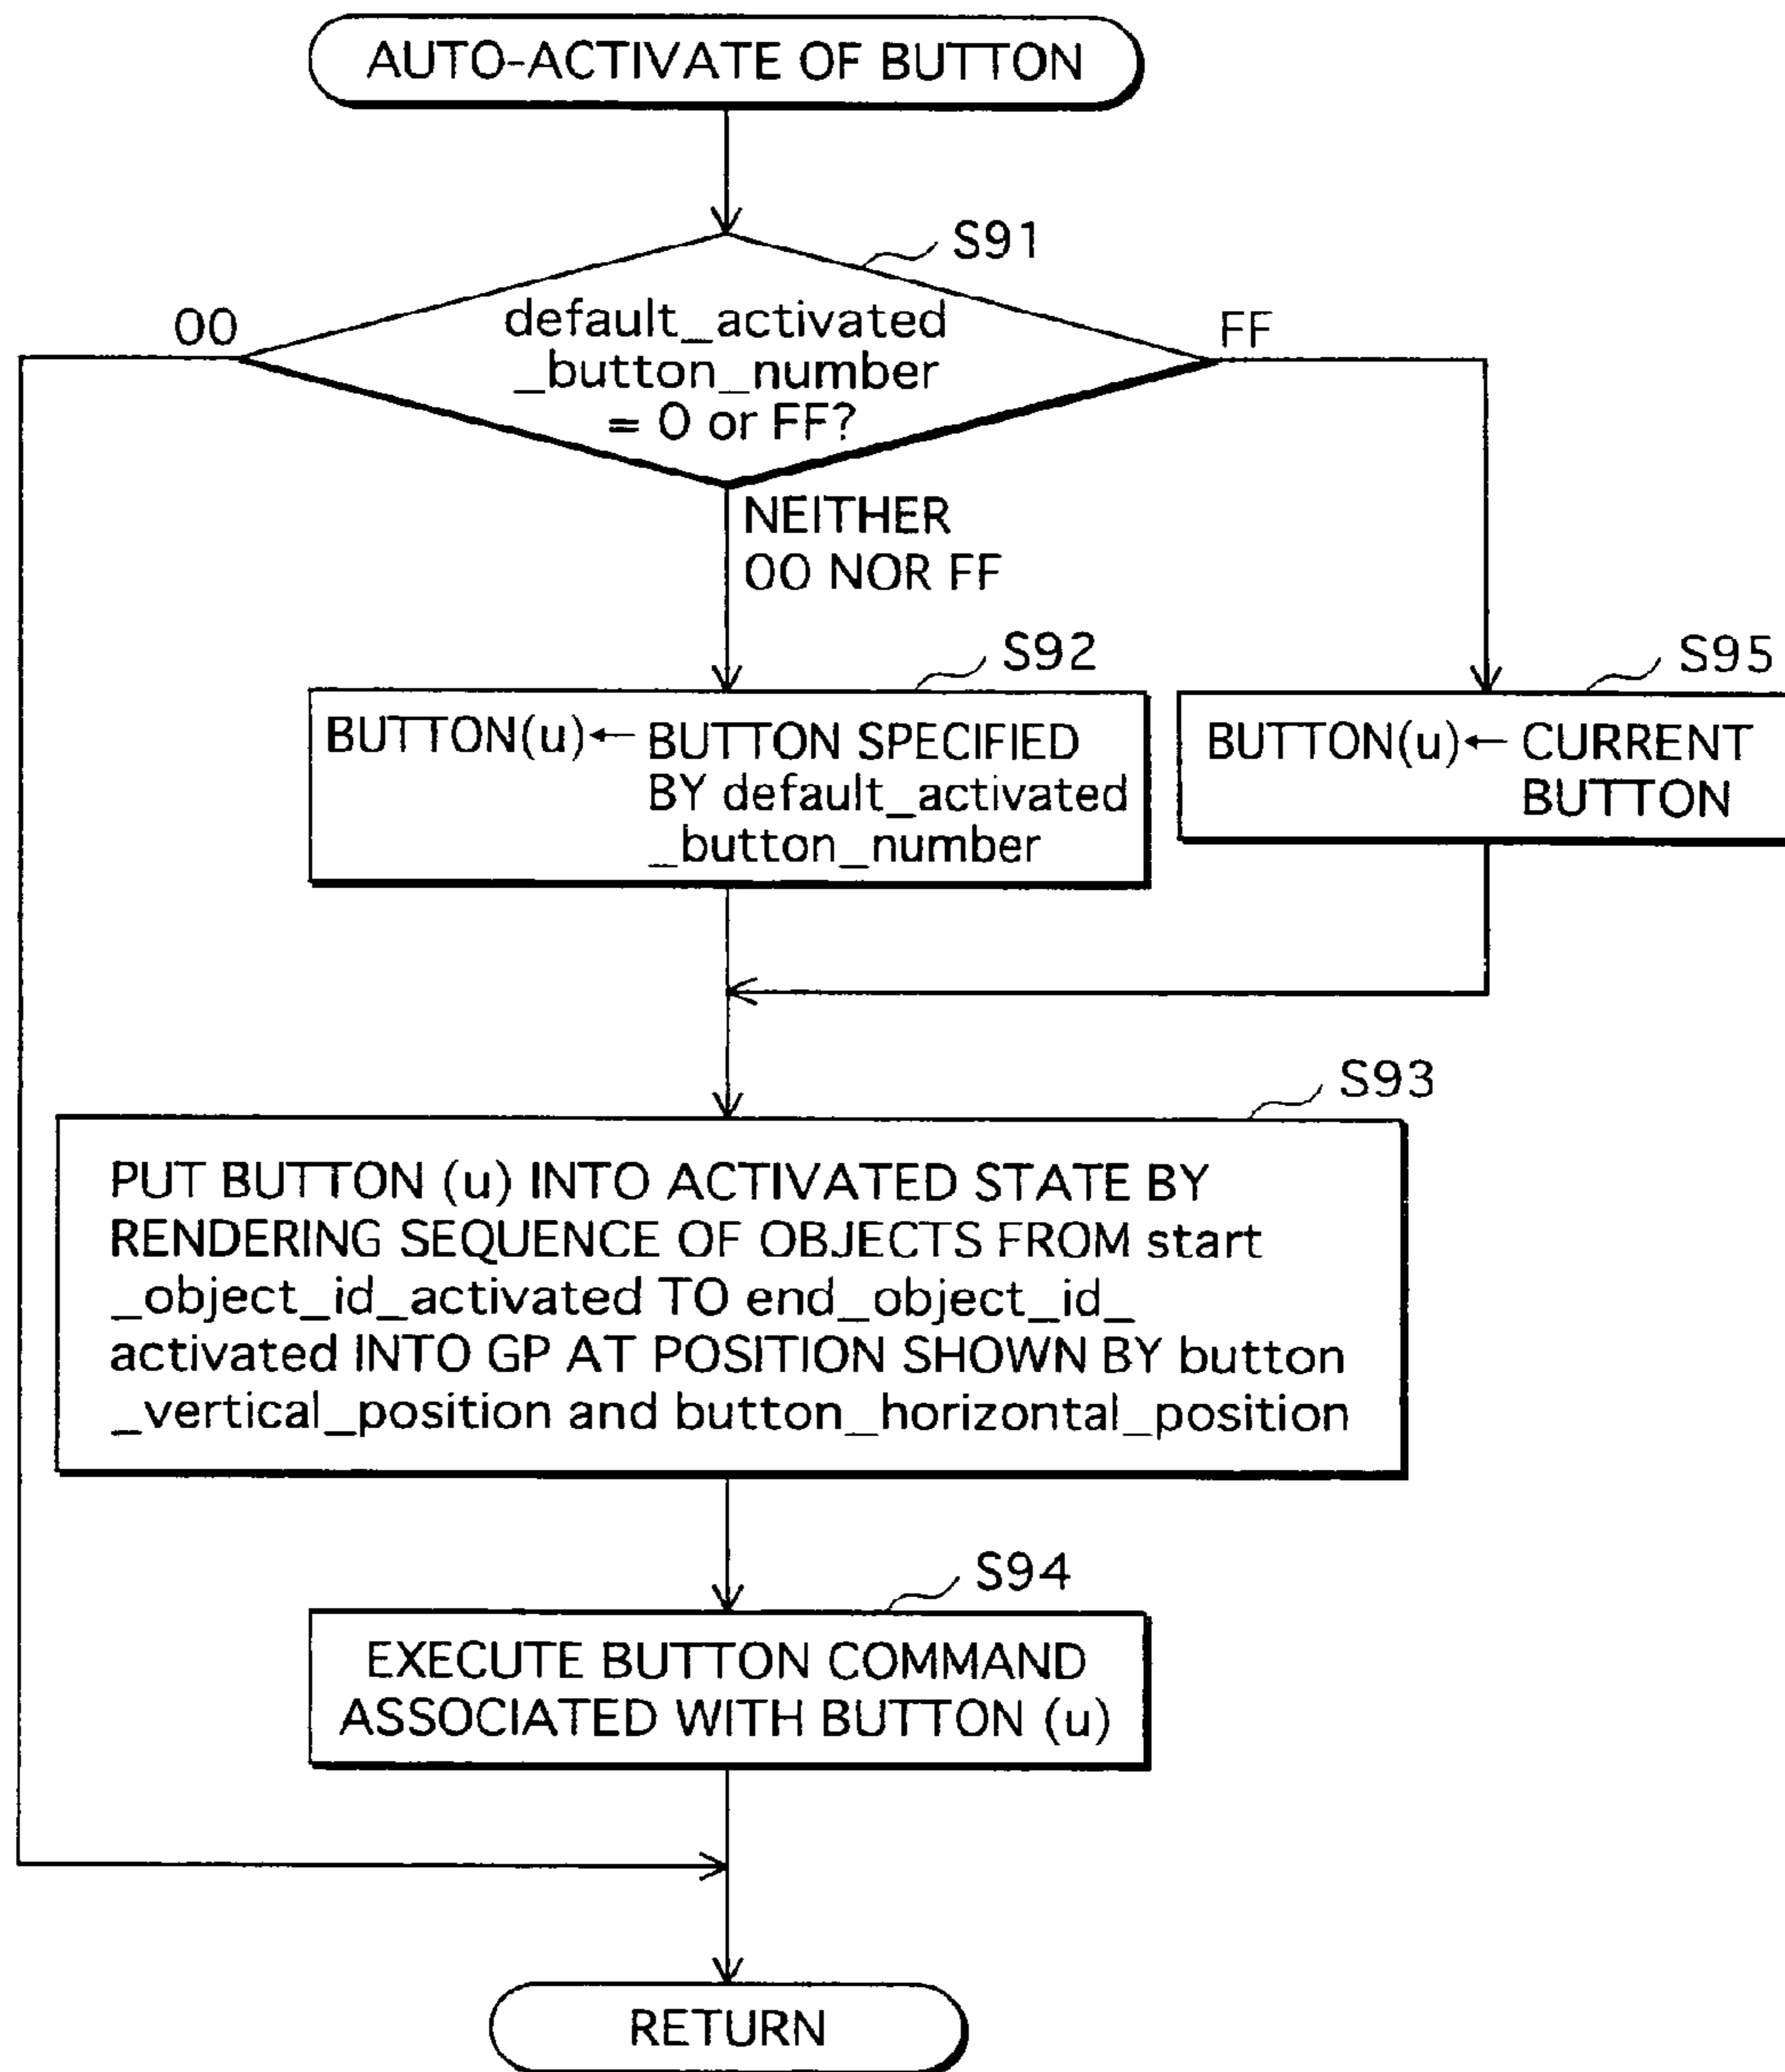 AUTO-ACTIVATE OF BUTTON
S91
00
default_activated
_button_number
= 0 or FF?
FF
NEITHER
00 NOR FF
S92
BUTTON(u)← BUTTON SPECIFIED
BY default_activated
_button_number
S95
BUTTON(u)← CURRENT
BUTTON
S93
PUT BUTTON (u) INTO ACTIVATED STATE BY
RENDERING SEQUENCE OF OBJECTS FROM start
_object_id_activated TO end_object_id_
activated INTO GP AT POSITION SHOWN BY button
_vertical_position and button_horizontal_position
S94
EXECUTE BUTTON COMMAND
ASSOCIATED WITH BUTTON (u)
RETURN